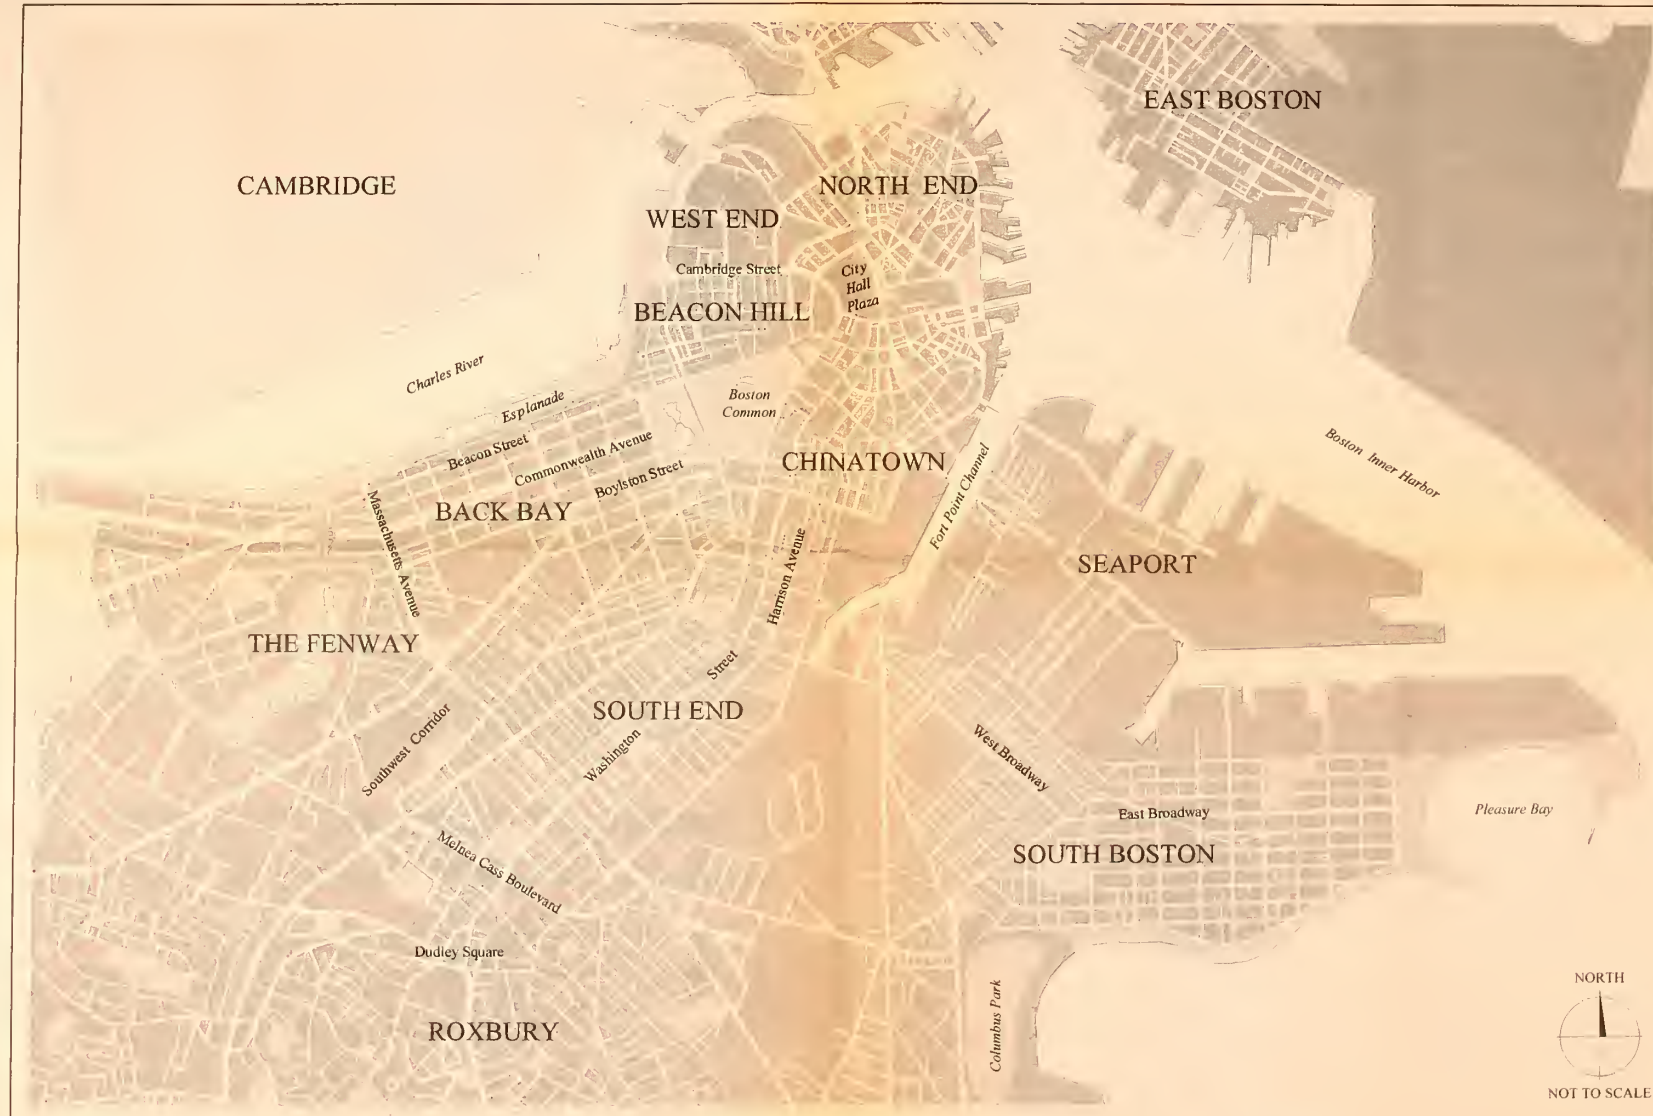 EAST BOSTON
CAMBRIDGE
NORTH END
WEST END
Cambridge Street
City
Hall
Plaza
BEACON HILL
Charles River
Esplanade
Boston
Common
Beacon Street
Commonwealth Avenue
Boylston Street
CHINATOWN
Fort Point Channel
Boston Inner Harbor
BACK BAY
Massachusetts Avenue
Harrison Avenue
SEAPORT
THE FENWAY
SOUTH END
Washington Street
Southwest Corridor
West Broadway
East Broadway
Pleasure Bay
SOUTH BOSTON
Melnea Cass Boulevard
Dudley Square
Columbus Park
ROXBURY
NORTH
NOT TO SCALE